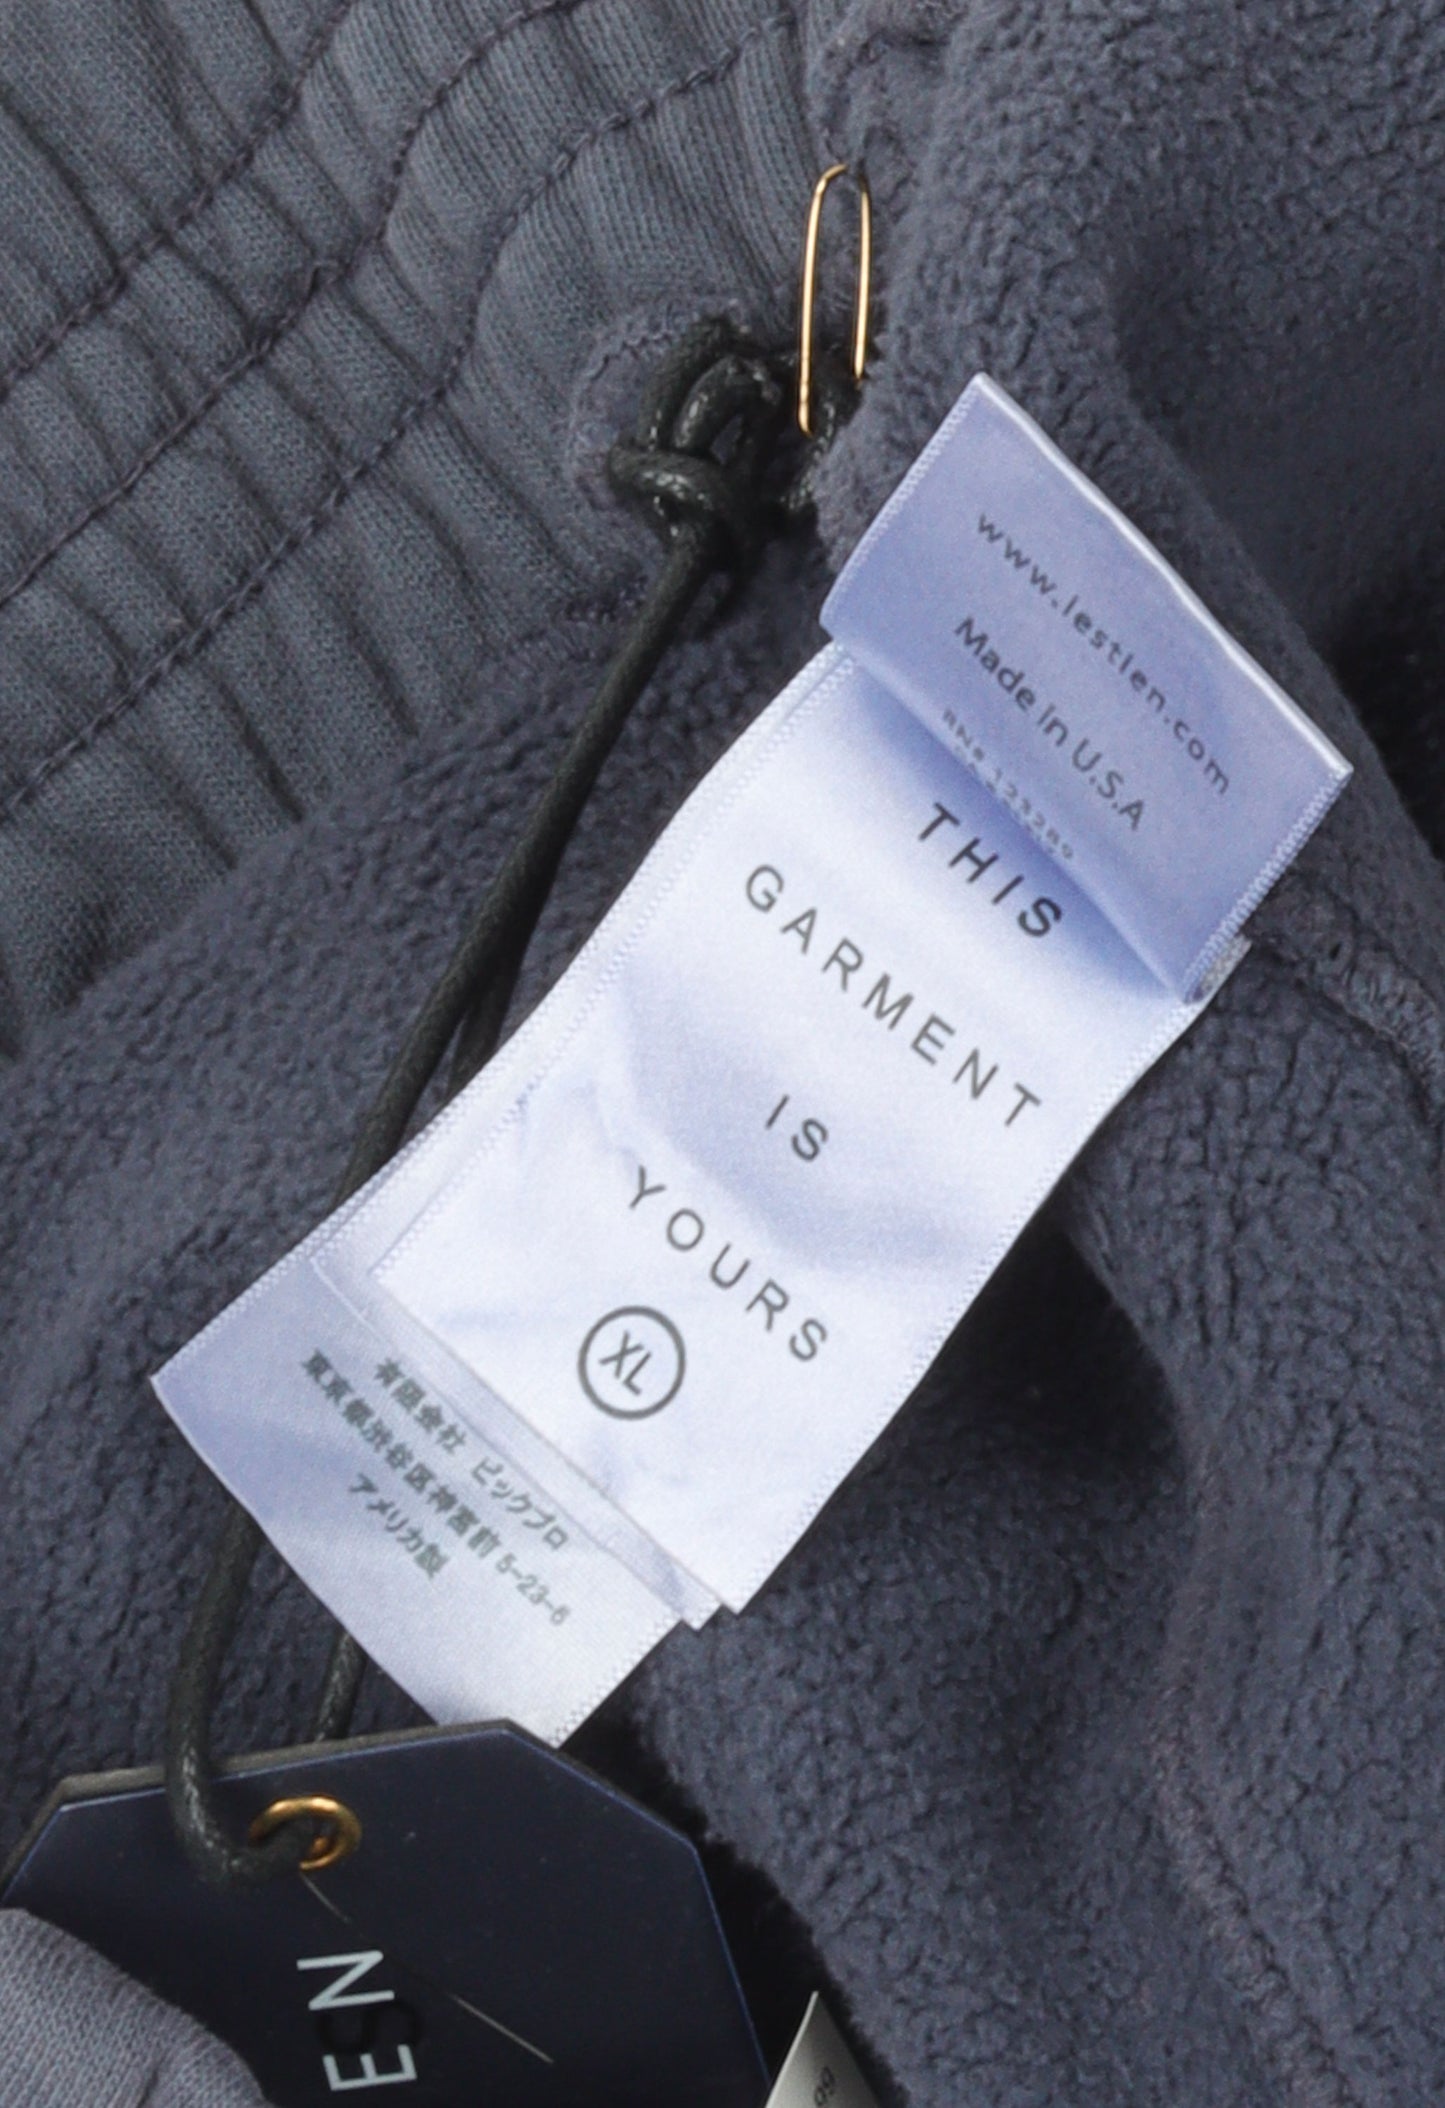 www.lestien.com
Made in U.S.A
THIS
GARMENT
IS
YOURS
XL
有限会社 ビックプロ
東京都渋谷区神宮前 5-23-6
アメリカ製